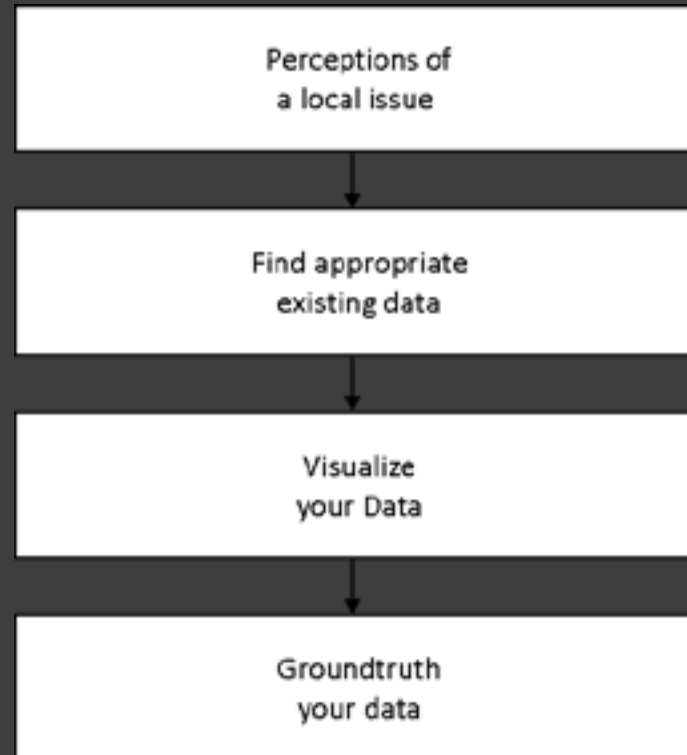 Perceptions of
a local issue
Find appropriate
existing data
Visualize
your Data
Groundtruth
your data